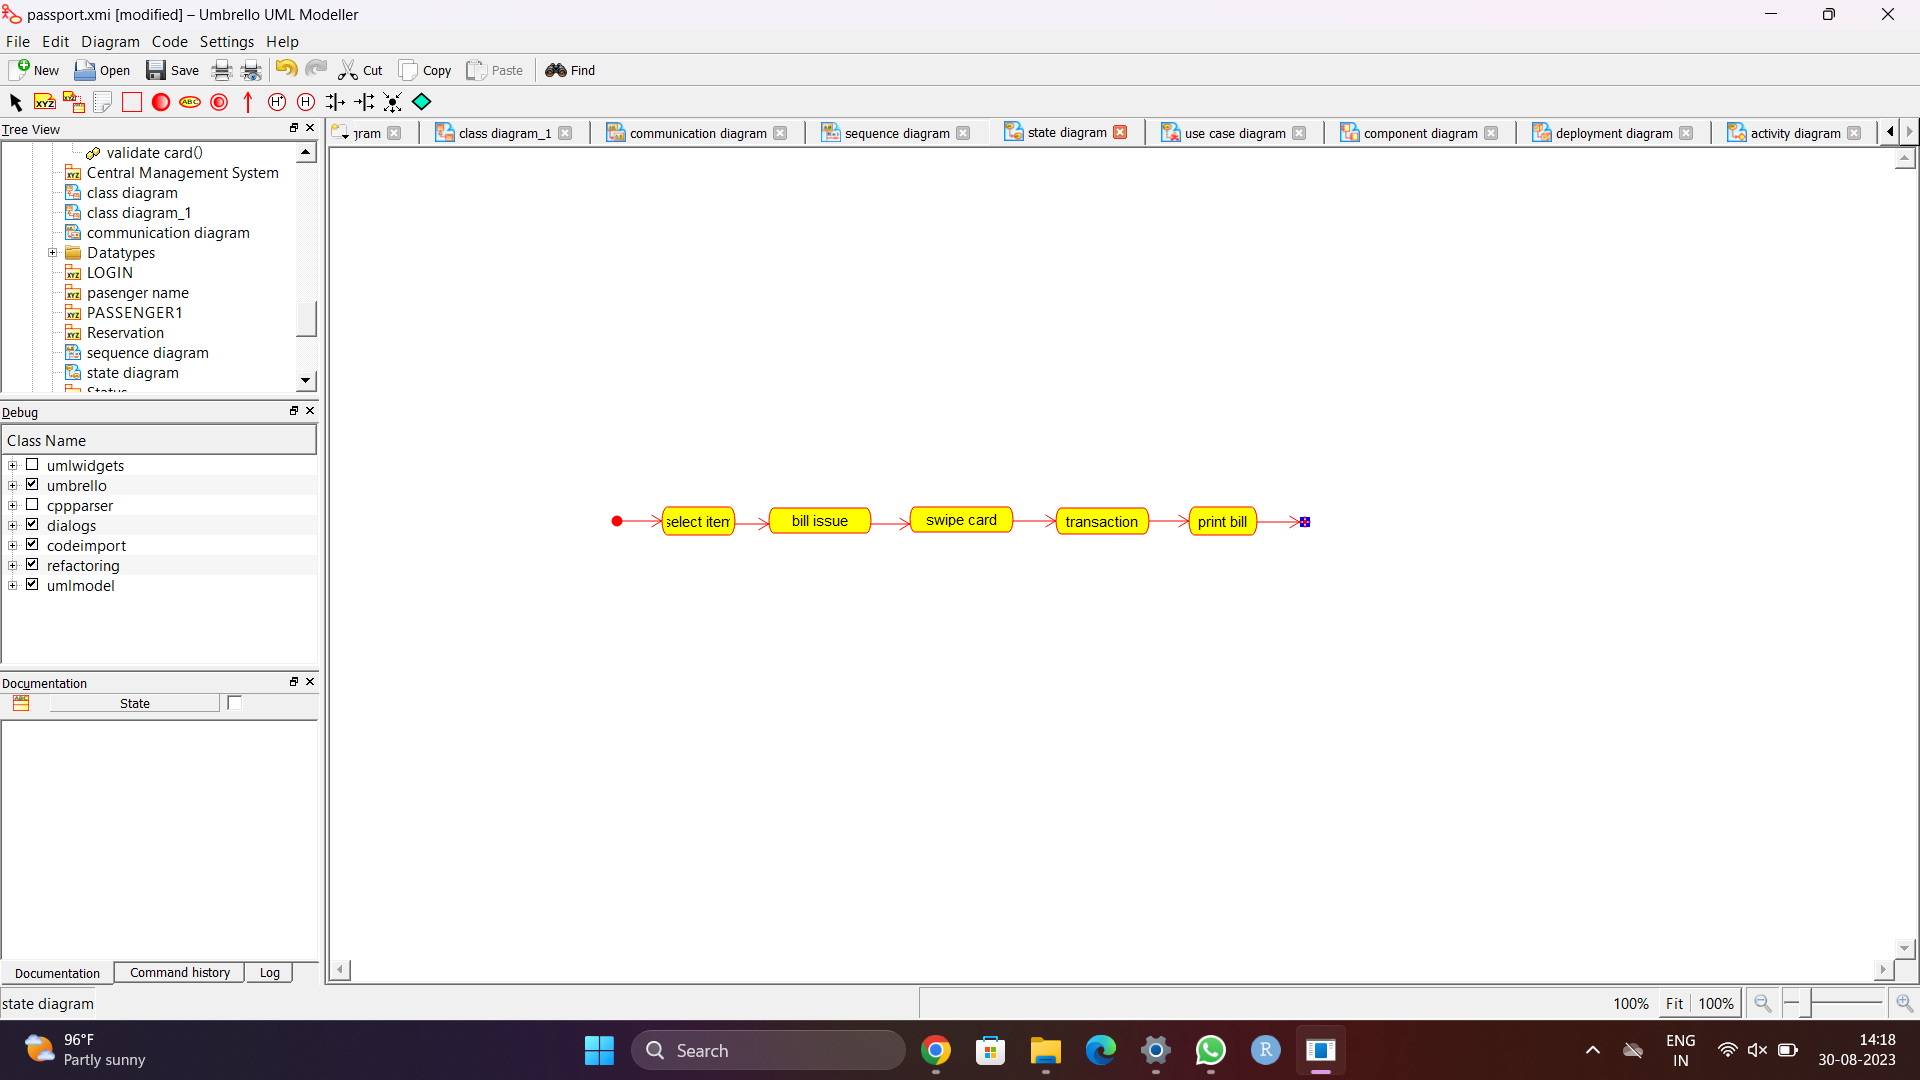 passport.xmi [modified] – Umbrello UML Modeller
File Edit Diagram Code Settings Help
New Open Save Cut Copy Paste Find
XYZ XYZ ABC H* H
Tree View
validate card()
Central Management System
class diagram
class diagram_1
communication diagram
Datatypes
LOGIN
pasenger name
PASSENGER1
Reservation
sequence diagram
state diagram
Status
Debug
Class Name
umlwidgets
umbrello
cppparser
dialogs
codeimport
refactoring
umlmodel
Documentation
State
Documentation Command history Log
gram class diagram_1 communication diagram sequence diagram state diagram use case diagram component diagram deployment diagram activity diagram
select item bill issue swipe card transaction print bill
state diagram
100% Fit 100%
96°F
Partly sunny
Search
R
ENG
IN
14:18
30-08-2023